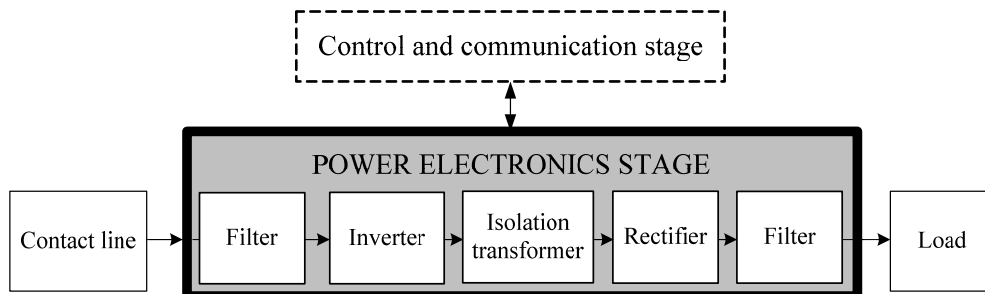 Control and communication stage
POWER ELECTRONICS STAGE
Contact line
Filter
Inverter
Isolation
transformer
Rectifier
Filter
Load